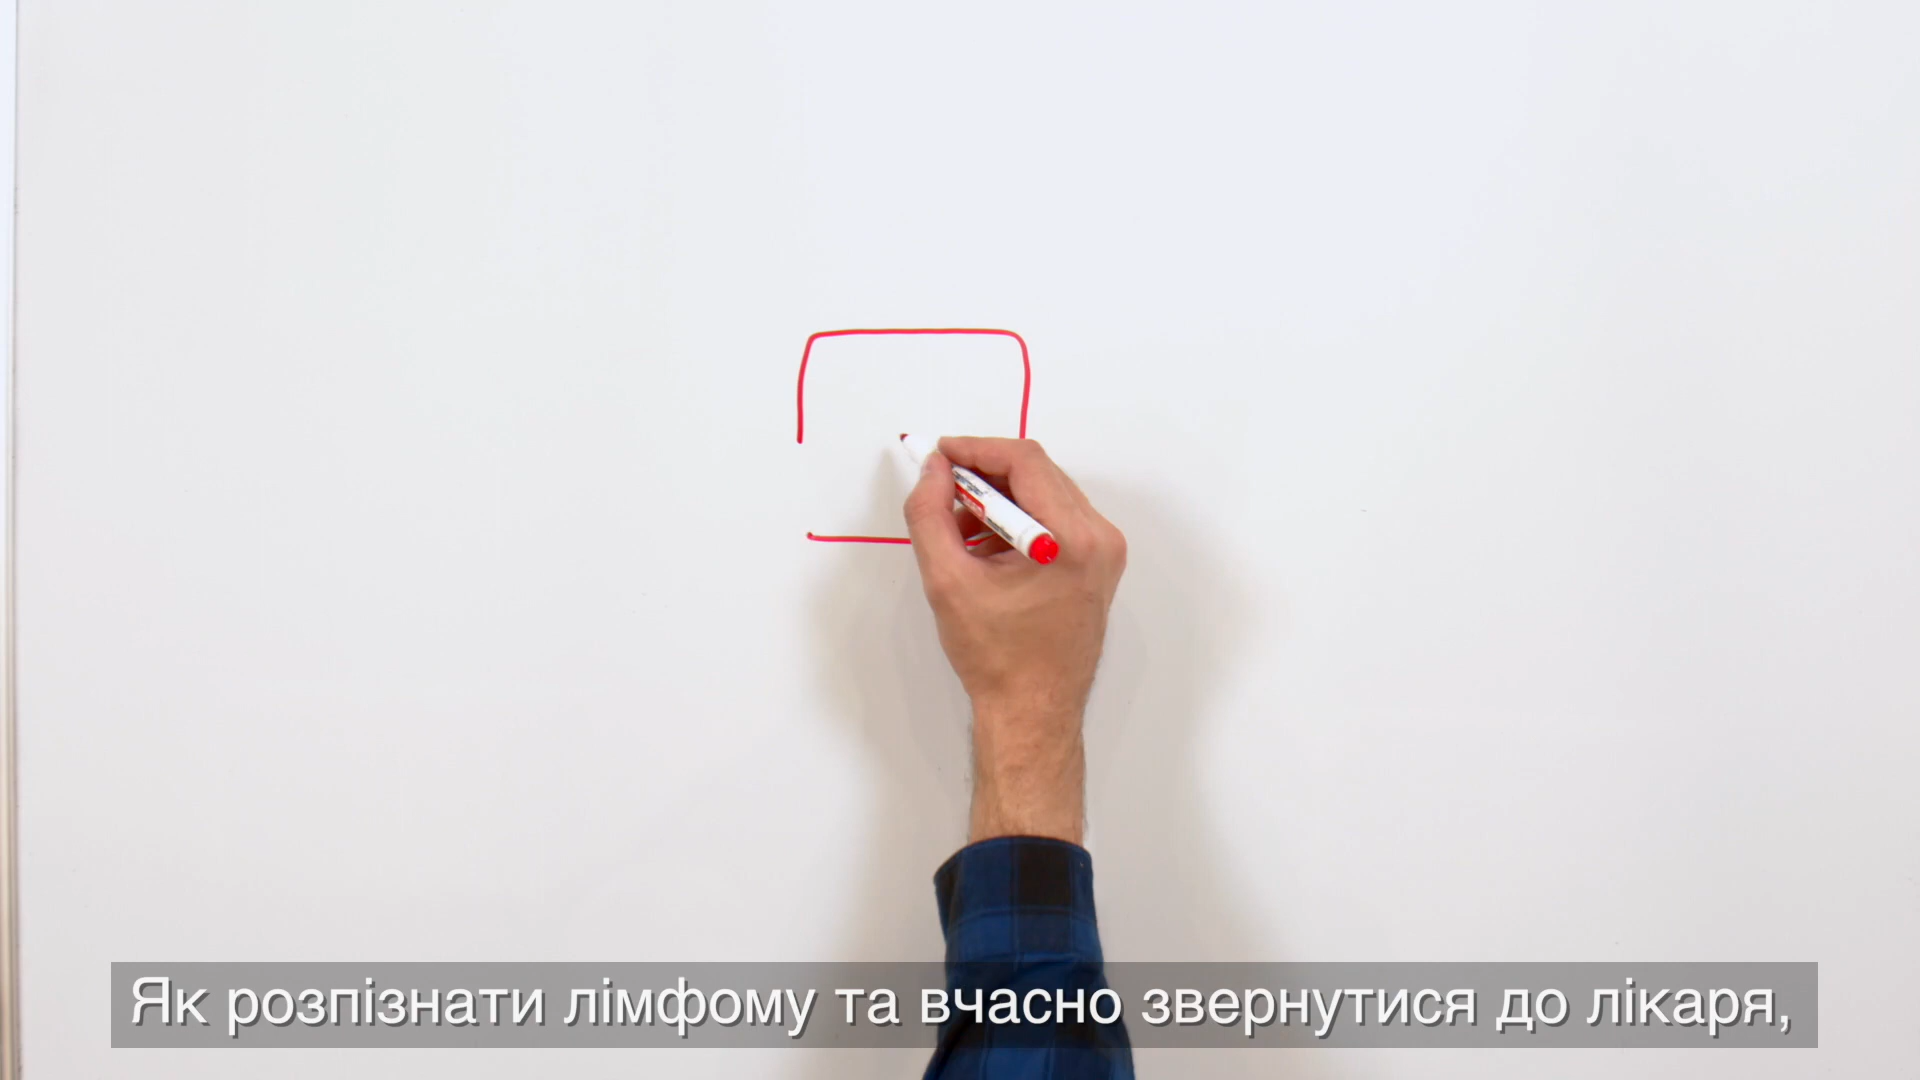 Як розпізнати лімфому та вчасно звернутися до лікаря,